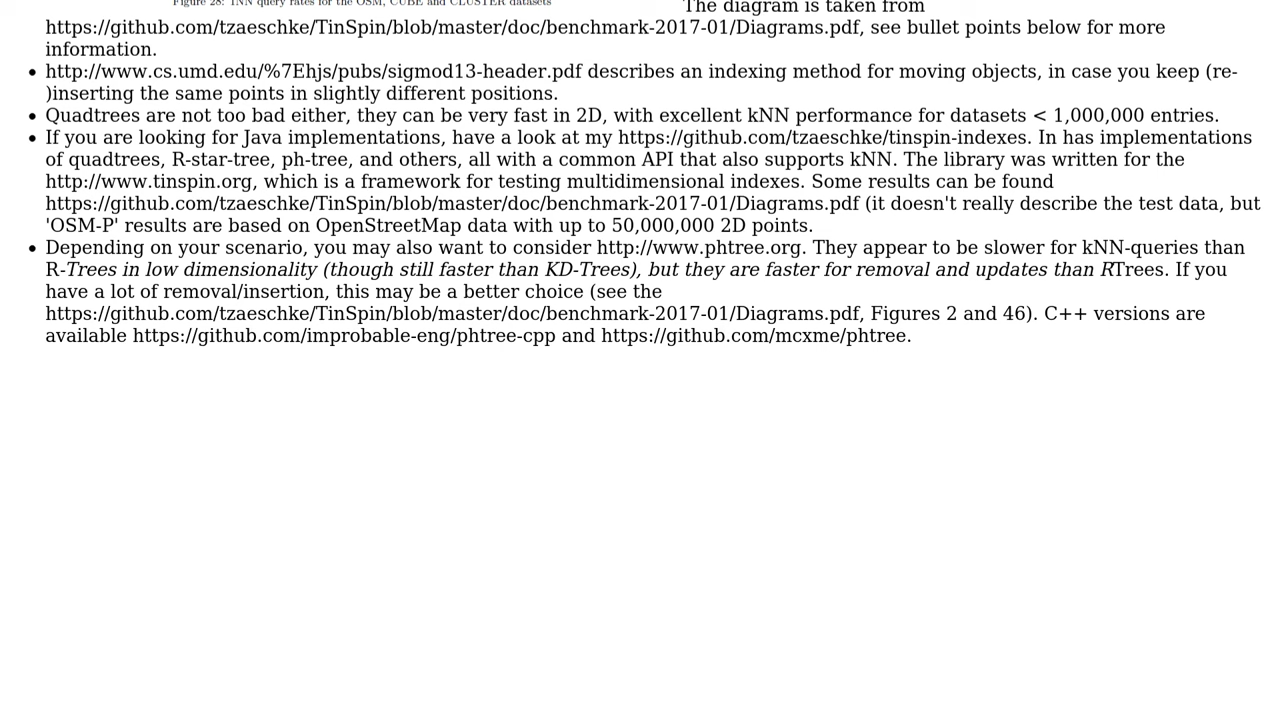 Figure 28: 1NN query rates for the OSM, CUBE and CLUSTER datasets
The diagram is taken from
https://github.com/tzaeschke/TinSpin/blob/master/doc/benchmark-2017-01/Diagrams.pdf, see bullet points below for more
information.
• http://www.cs.umd.edu/%7Ehjs/pubs/sigmod13-header.pdf describes an indexing method for moving objects, in case you keep (re-
)inserting the same points in slightly different positions.
• Quadtrees are not too bad either, they can be very fast in 2D, with excellent kNN performance for datasets < 1,000,000 entries.
• If you are looking for Java implementations, have a look at my https://github.com/tzaeschke/tinspin-indexes. In has implementations
of quadtrees, R-star-tree, ph-tree, and others, all with a common API that also supports kNN. The library was written for the
http://www.tinspin.org, which is a framework for testing multidimensional indexes. Some results can be found
https://github.com/tzaeschke/TinSpin/blob/master/doc/benchmark-2017-01/Diagrams.pdf (it doesn't really describe the test data, but
'OSM-P' results are based on OpenStreetMap data with up to 50,000,000 2D points.
• Depending on your scenario, you may also want to consider http://www.phtree.org. They appear to be slower for kNN-queries than
R-Trees in low dimensionality (though still faster than KD-Trees), but they are faster for removal and updates than RTrees. If you
have a lot of removal/insertion, this may be a better choice (see the
https://github.com/tzaeschke/TinSpin/blob/master/doc/benchmark-2017-01/Diagrams.pdf, Figures 2 and 46). C++ versions are
available https://github.com/improbable-eng/phtree-cpp and https://github.com/mcxme/phtree.